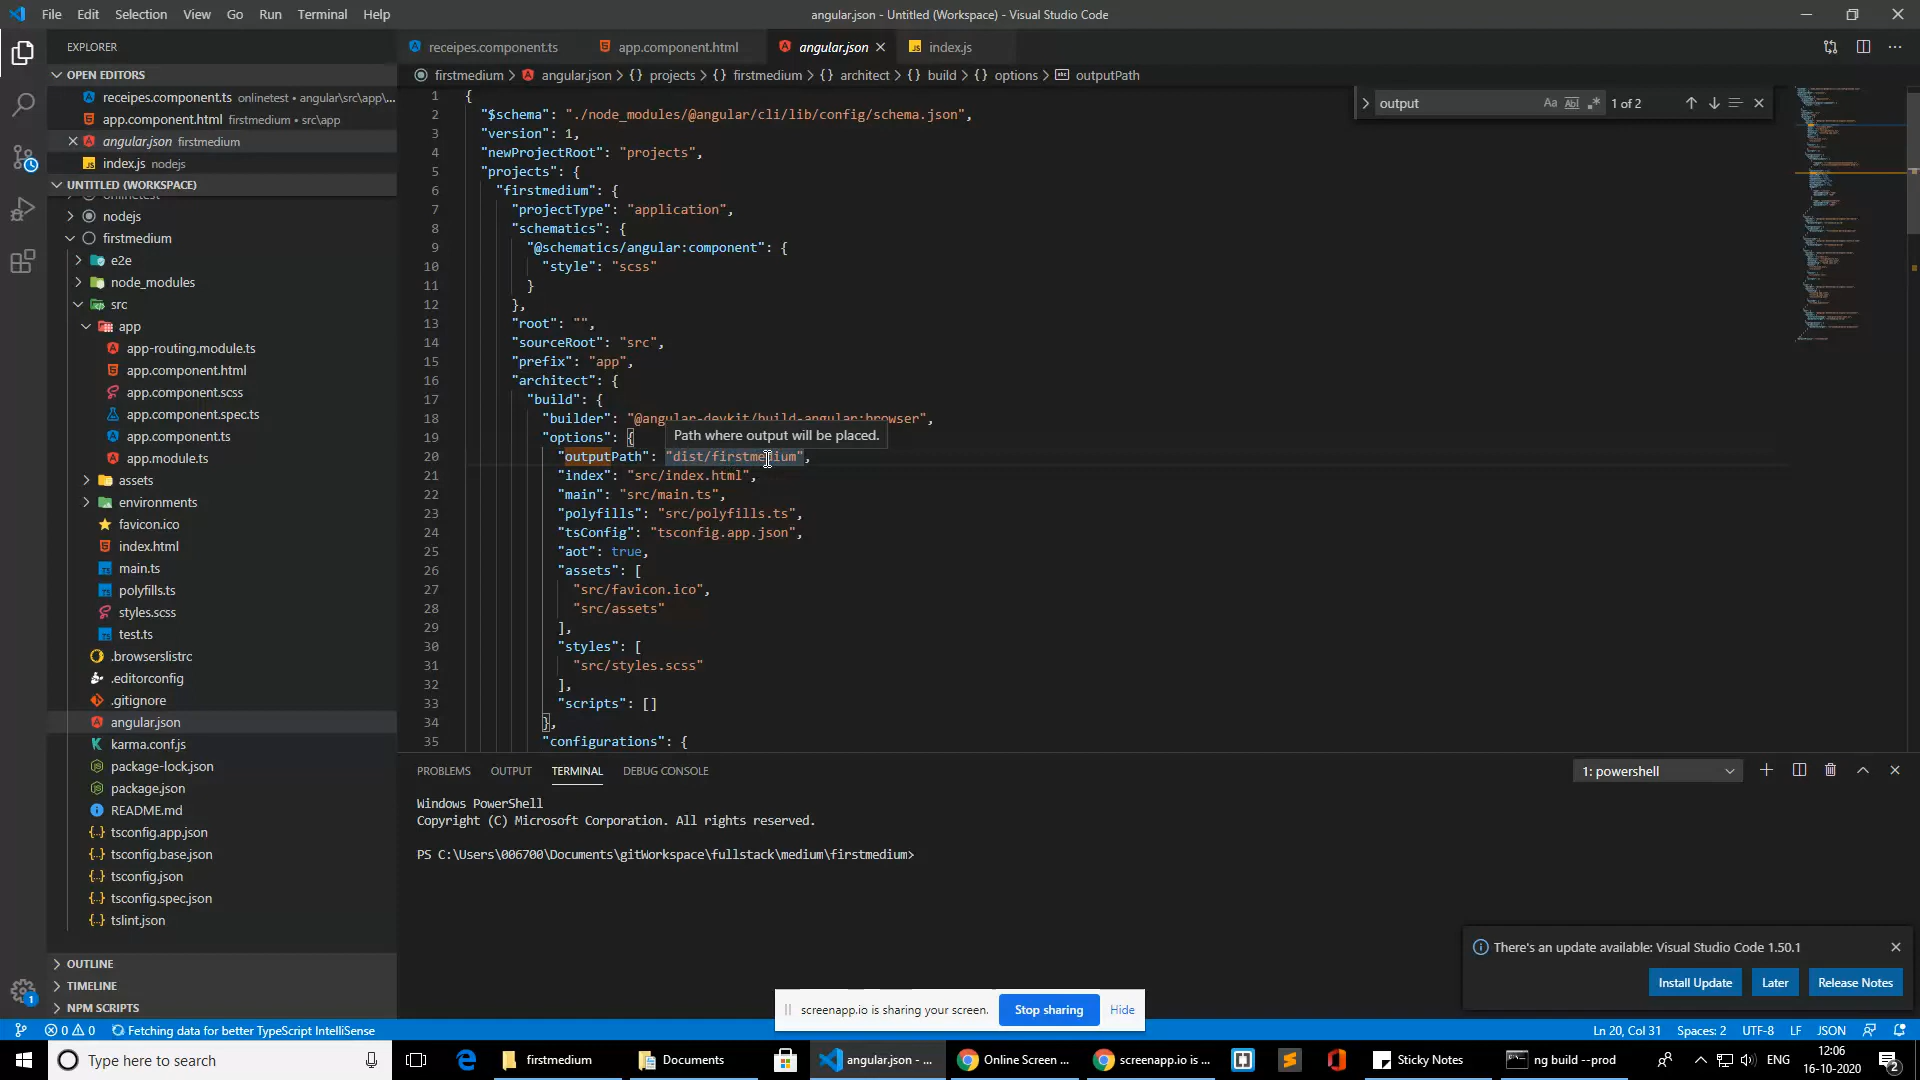 File Edit Selection View Go Run Terminal Help
angular.json - Untitled (Workspace) - Visual Studio Code
EXPLORER
OPEN EDITORS
receipes.component.ts onlinetest • angular\src\app\...
app.component.html firstmedium • src\app
angular.json firstmedium
index.js nodejs
UNTITLED (WORKSPACE)
onlinetest
nodejs
firstmedium
e2e
node_modules
src
app
app-routing.module.ts
app.component.html
app.component.scss
app.component.spec.ts
app.component.ts
app.module.ts
assets
environments
favicon.ico
index.html
main.ts
polyfills.ts
styles.scss
test.ts
.browserslistrc
.editorconfig
.gitignore
angular.json
karma.conf.js
package-lock.json
package.json
README.md
tsconfig.app.json
tsconfig.base.json
tsconfig.json
tsconfig.spec.json
tslint.json
OUTLINE
TIMELINE
NPM SCRIPTS
receipes.component.ts app.component.html angular.json index.js
firstmedium > angular.json > {} projects > {} firstmedium > {} architect > {} build > {} options > outputPath
output Aa Abl .* 1 of 2
1 {
2 "$schema": "./node_modules/@angular/cli/lib/config/schema.json",
3 "version": 1,
4 "newProjectRoot": "projects",
5 "projects": {
6 "firstmedium": {
7 "projectType": "application",
8 "schematics": {
9 "@schematics/angular:component": {
10 "style": "scss"
11 }
12 },
13 "root": "",
14 "sourceRoot": "src",
15 "prefix": "app",
16 "architect": {
17 "build": {
18 "builder": "@angular-devkit/build-angular:browser",
19 "options": {
Path where output will be placed.
20 "outputPath": "dist/firstmedium",
21 "index": "src/index.html",
22 "main": "src/main.ts",
23 "polyfills": "src/polyfills.ts",
24 "tsConfig": "tsconfig.app.json",
25 "aot": true,
26 "assets": [
27 "src/favicon.ico",
28 "src/assets"
29 ],
30 "styles": [
31 "src/styles.scss"
32 ],
33 "scripts": []
34 },
35 "configurations": {
PROBLEMS OUTPUT TERMINAL DEBUG CONSOLE
1: powershell
Windows PowerShell
Copyright (C) Microsoft Corporation. All rights reserved.
PS C:\Users\006700\Documents\gitWorkspace\fullstack\medium\firstmedium>
There's an update available: Visual Studio Code 1.50.1
Install Update Later Release Notes
screenapp.io is sharing your screen. Stop sharing Hide
1
0 0 Fetching data for better TypeScript IntelliSense
Ln 20, Col 31 Spaces: 2 UTF-8 LF JSON
Type here to search
firstmedium
Documents
angular.json - ...
Online Screen ...
screenapp.io is ...
Sticky Notes
ng build --prod
ENG
12:06
16-10-2020
2